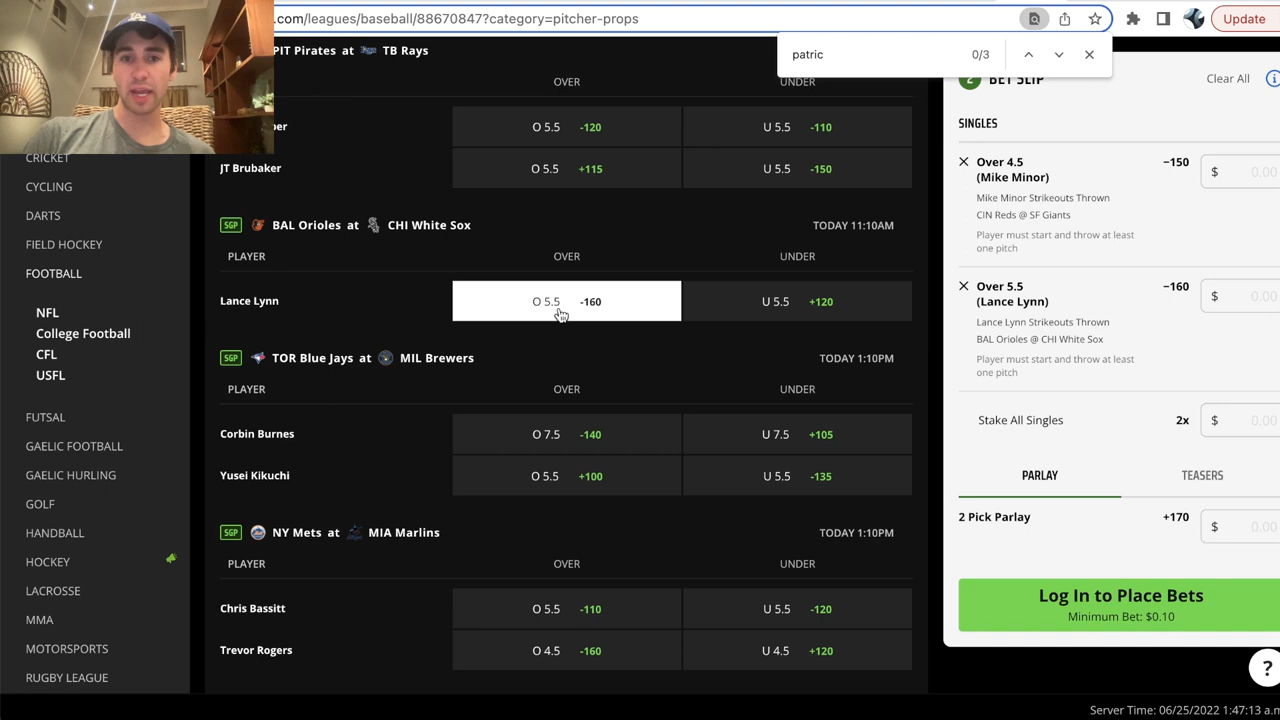 .com/leagues/baseball/88670847?category=pitcher-props
Update
patric 0/3
PIT Pirates at TB Rays
OVER UNDER
O 5.5 -120 U 5.5 -110
JT Brubaker O 5.5 +115 U 5.5 -150
SGP BAL Orioles at CHI White Sox TODAY 11:10AM
PLAYER OVER UNDER
Lance Lynn O 5.5 -160 U 5.5 +120
SGP TOR Blue Jays at MIL Brewers TODAY 1:10PM
PLAYER OVER UNDER
Corbin Burnes O 7.5 -140 U 7.5 +105
Yusei Kikuchi O 5.5 +100 U 5.5 -135
SGP NY Mets at MIA Marlins TODAY 1:10PM
PLAYER OVER UNDER
Chris Bassitt O 5.5 -110 U 5.5 -120
Trevor Rogers O 4.5 -160 U 4.5 +120
CRICKET
CYCLING
DARTS
FIELD HOCKEY
FOOTBALL
NFL
College Football
CFL
USFL
FUTSAL
GAELIC FOOTBALL
GAELIC HURLING
GOLF
HANDBALL
HOCKEY
LACROSSE
MMA
MOTORSPORTS
RUGBY LEAGUE
2 BET SLIP Clear All
SINGLES
Over 4.5 −150 $ 0.00
(Mike Minor)
Mike Minor Strikeouts Thrown
CIN Reds @ SF Giants
Player must start and throw at least
one pitch
Over 5.5 −160 $ 0.00
(Lance Lynn)
Lance Lynn Strikeouts Thrown
BAL Orioles @ CHI White Sox
Player must start and throw at least
one pitch
Stake All Singles 2x $ 0.00
PARLAY TEASERS
2 Pick Parlay +170 $ 0.00
Log In to Place Bets
Minimum Bet: $0.10
?
Server Time: 06/25/2022 1:47:13 a.m